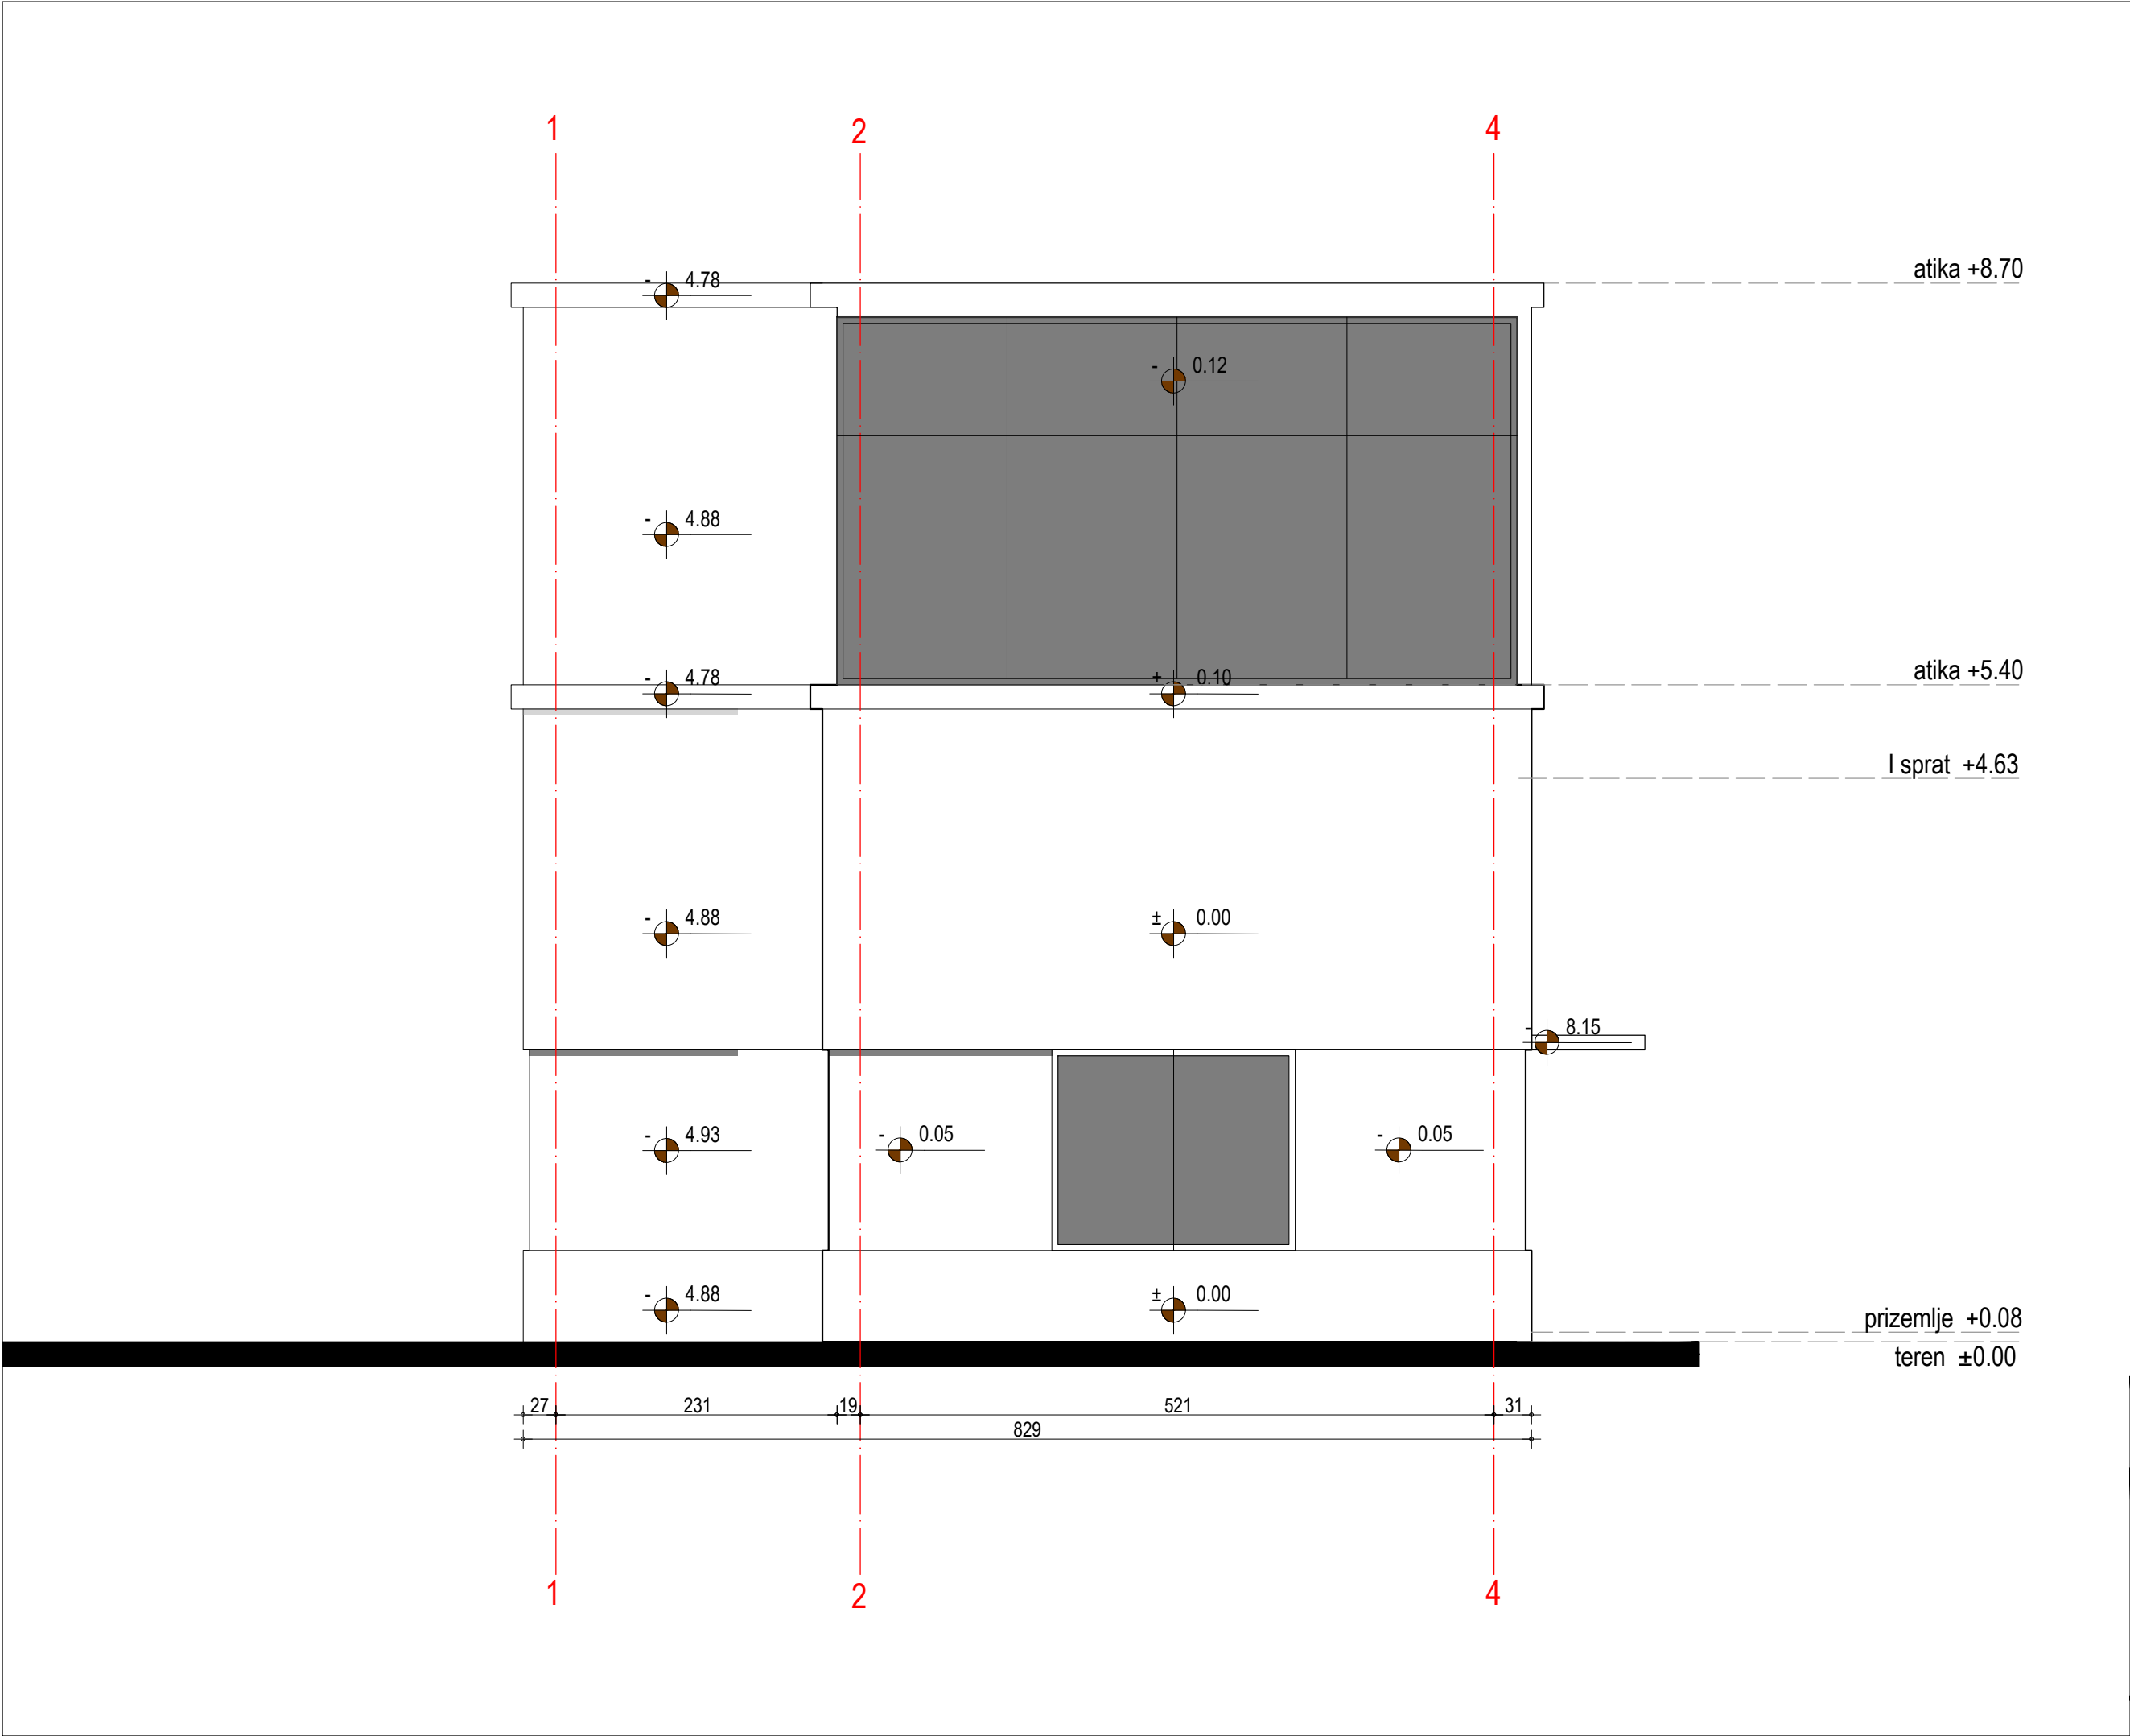 1 2 4
atika +8.70
- 4.78
- 0.12
- 4.88
atika +5.40
- 4.78
+ 0.10
I sprat +4.63
- 4.88
± 0.00
- 8.15
- 4.93
- 0.05
- 0.05
- 4.88
± 0.00
prizemlje +0.08
teren ±0.00
27 231 19 521 31
829
1 2 4